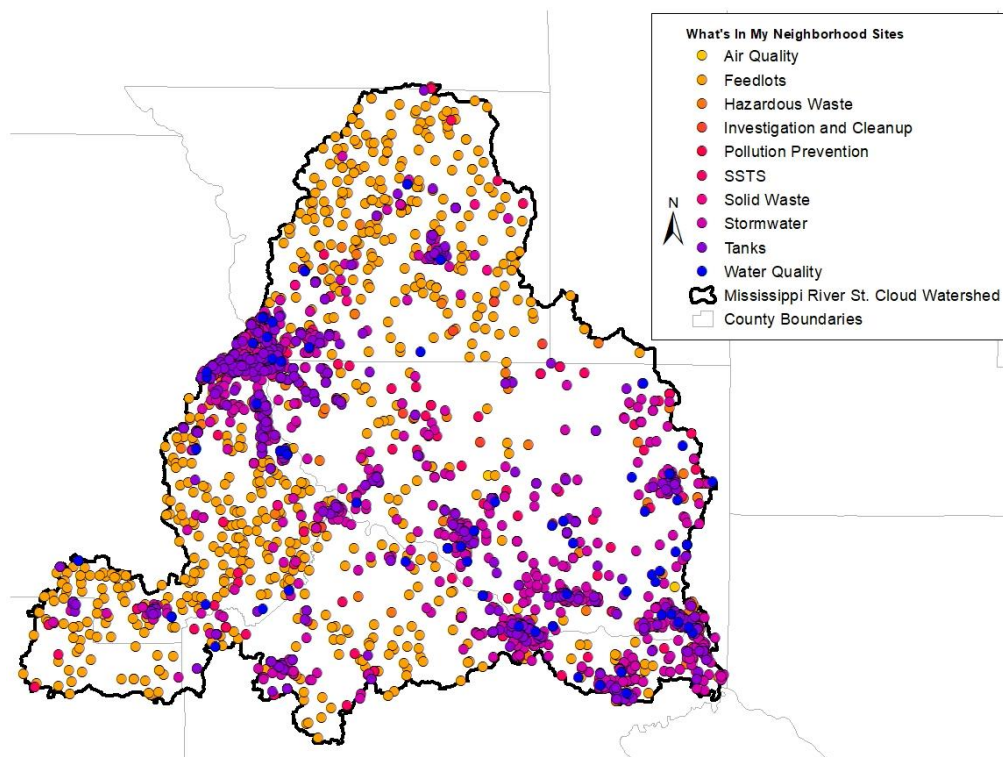 What's In My Neighborhood Sites
Air Quality
Feedlots
Hazardous Waste
Investigation and Cleanup
Pollution Prevention
SSTS
Solid Waste
Stormwater
Tanks
Water Quality
Mississippi River St. Cloud Watershed
County Boundaries
N